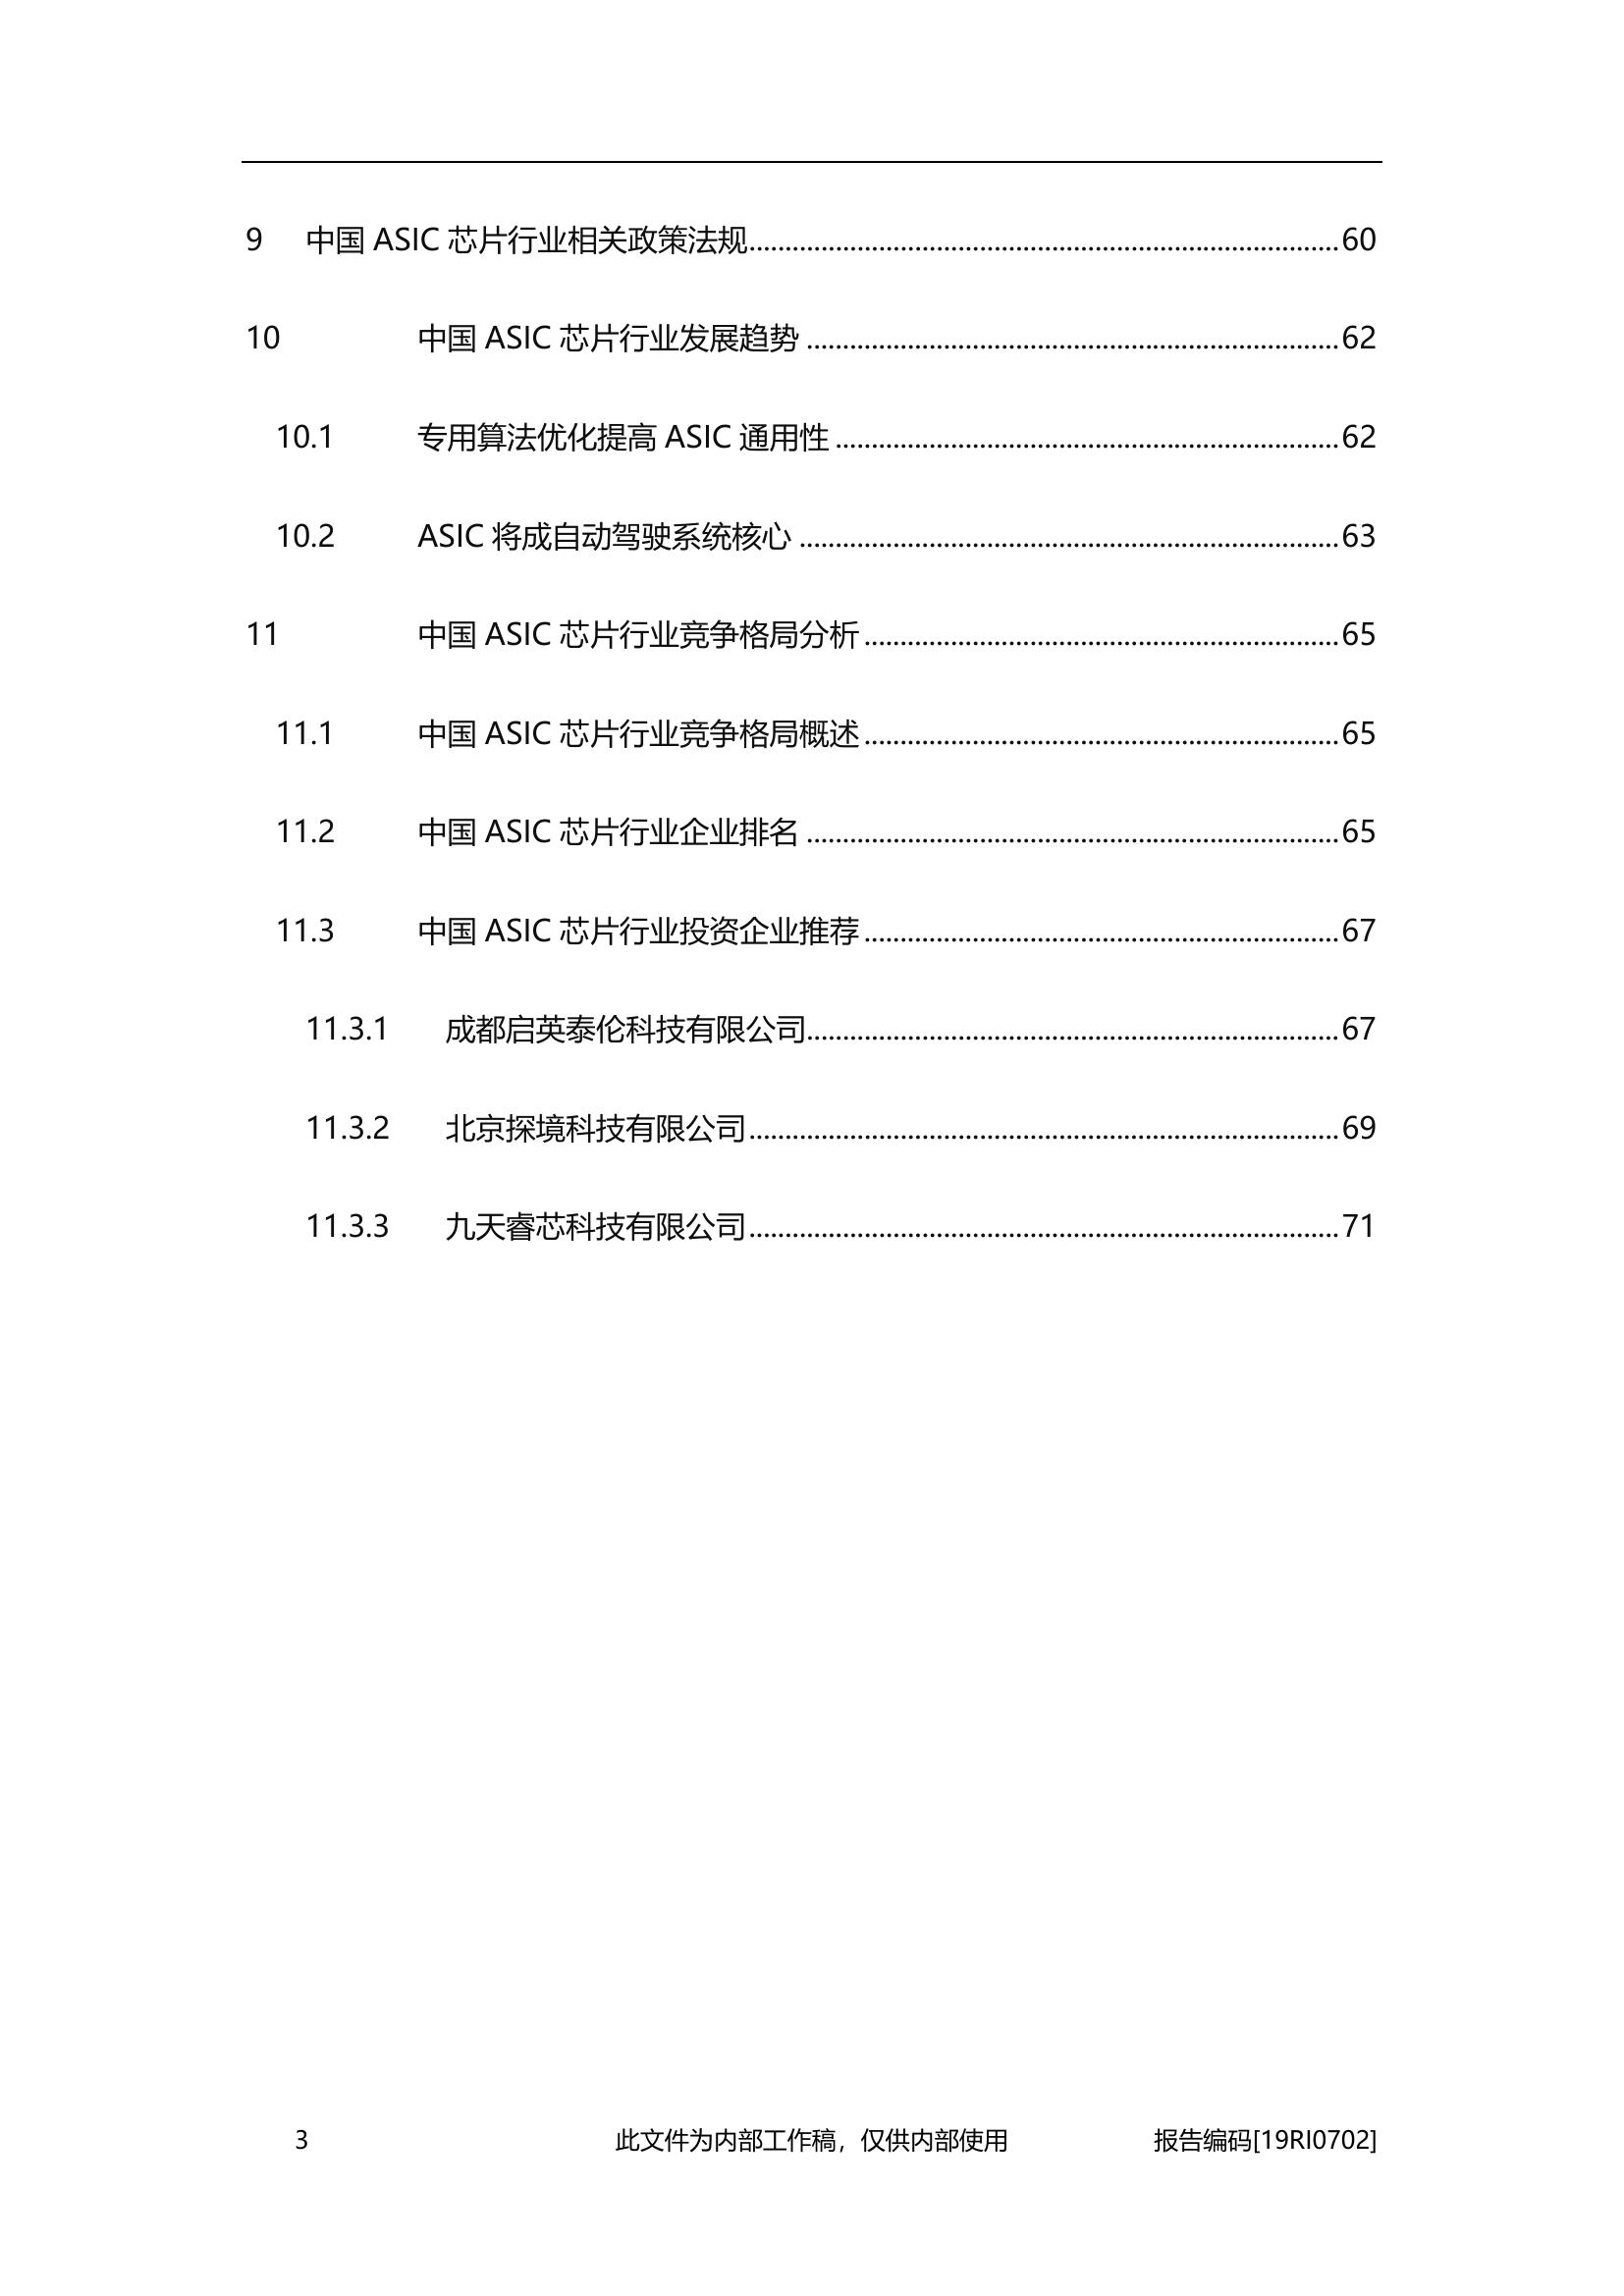 9 中国 ASIC 芯片行业相关政策法规........................................60
10 中国 ASIC 芯片行业发展趋势........................................62
10.1 专用算法优化提高 ASIC 通用性........................................62
10.2 ASIC 将成自动驾驶系统核心........................................63
11 中国 ASIC 芯片行业竞争格局分析........................................65
11.1 中国 ASIC 芯片行业竞争格局概述........................................65
11.2 中国 ASIC 芯片行业企业排名........................................65
11.3 中国 ASIC 芯片行业投资企业推荐........................................67
11.3.1 成都启英泰伦科技有限公司........................................67
11.3.2 北京探境科技有限公司........................................69
11.3.3 九天睿芯科技有限公司........................................71
3 此文件为内部工作稿，仅供内部使用 报告编码[19RI0702]